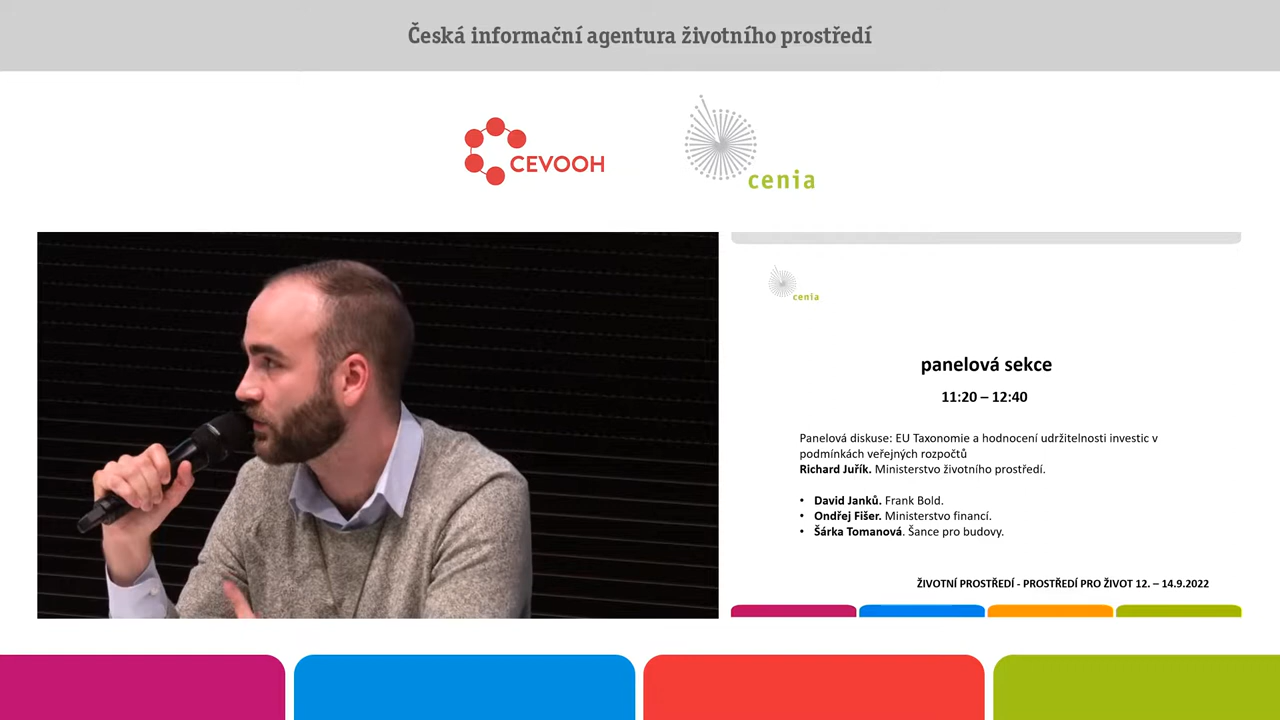 Česká informační agentura životního prostředí
CEVOOH
cenia
cenia
panelová sekce
11:20 – 12:40
Panelová diskuse: EU Taxonomie a hodnocení udržitelnosti investic v
podmínkách veřejných rozpočtů
Richard Juřík. Ministerstvo životního prostředí.
• David Janků. Frank Bold.
• Ondřej Fišer. Ministerstvo financí.
• Šárka Tomanová. Šance pro budovy.
ŽIVOTNÍ PROSTŘEDÍ - PROSTŘEDÍ PRO ŽIVOT 12. – 14.9.2022